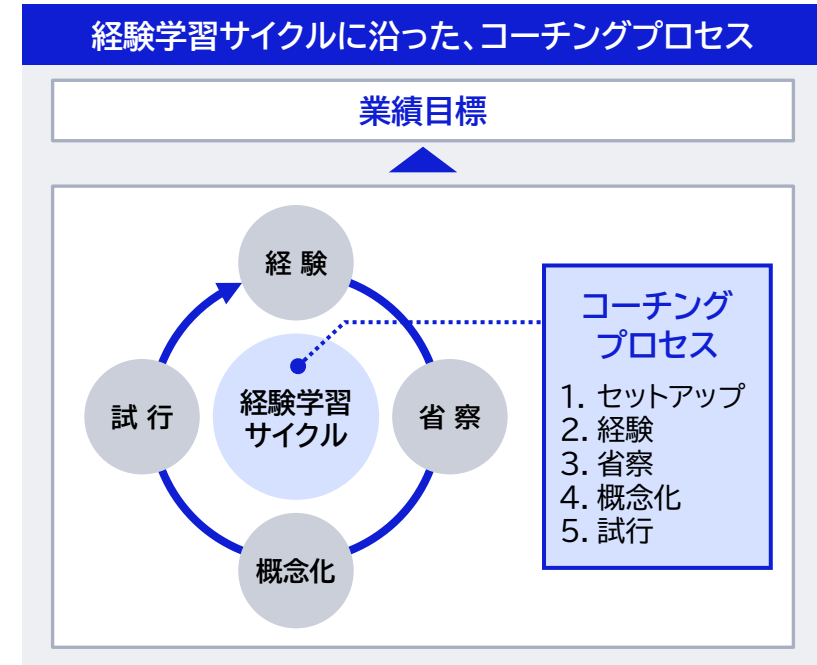 経験学習サイクルに沿った、コーチングプロセス
業績目標
経 験
コーチング
プロセス
試 行
経験学習
サイクル
省 察
1. セットアップ
2. 経験
3. 省察
4. 概念化
5. 試行
概念化